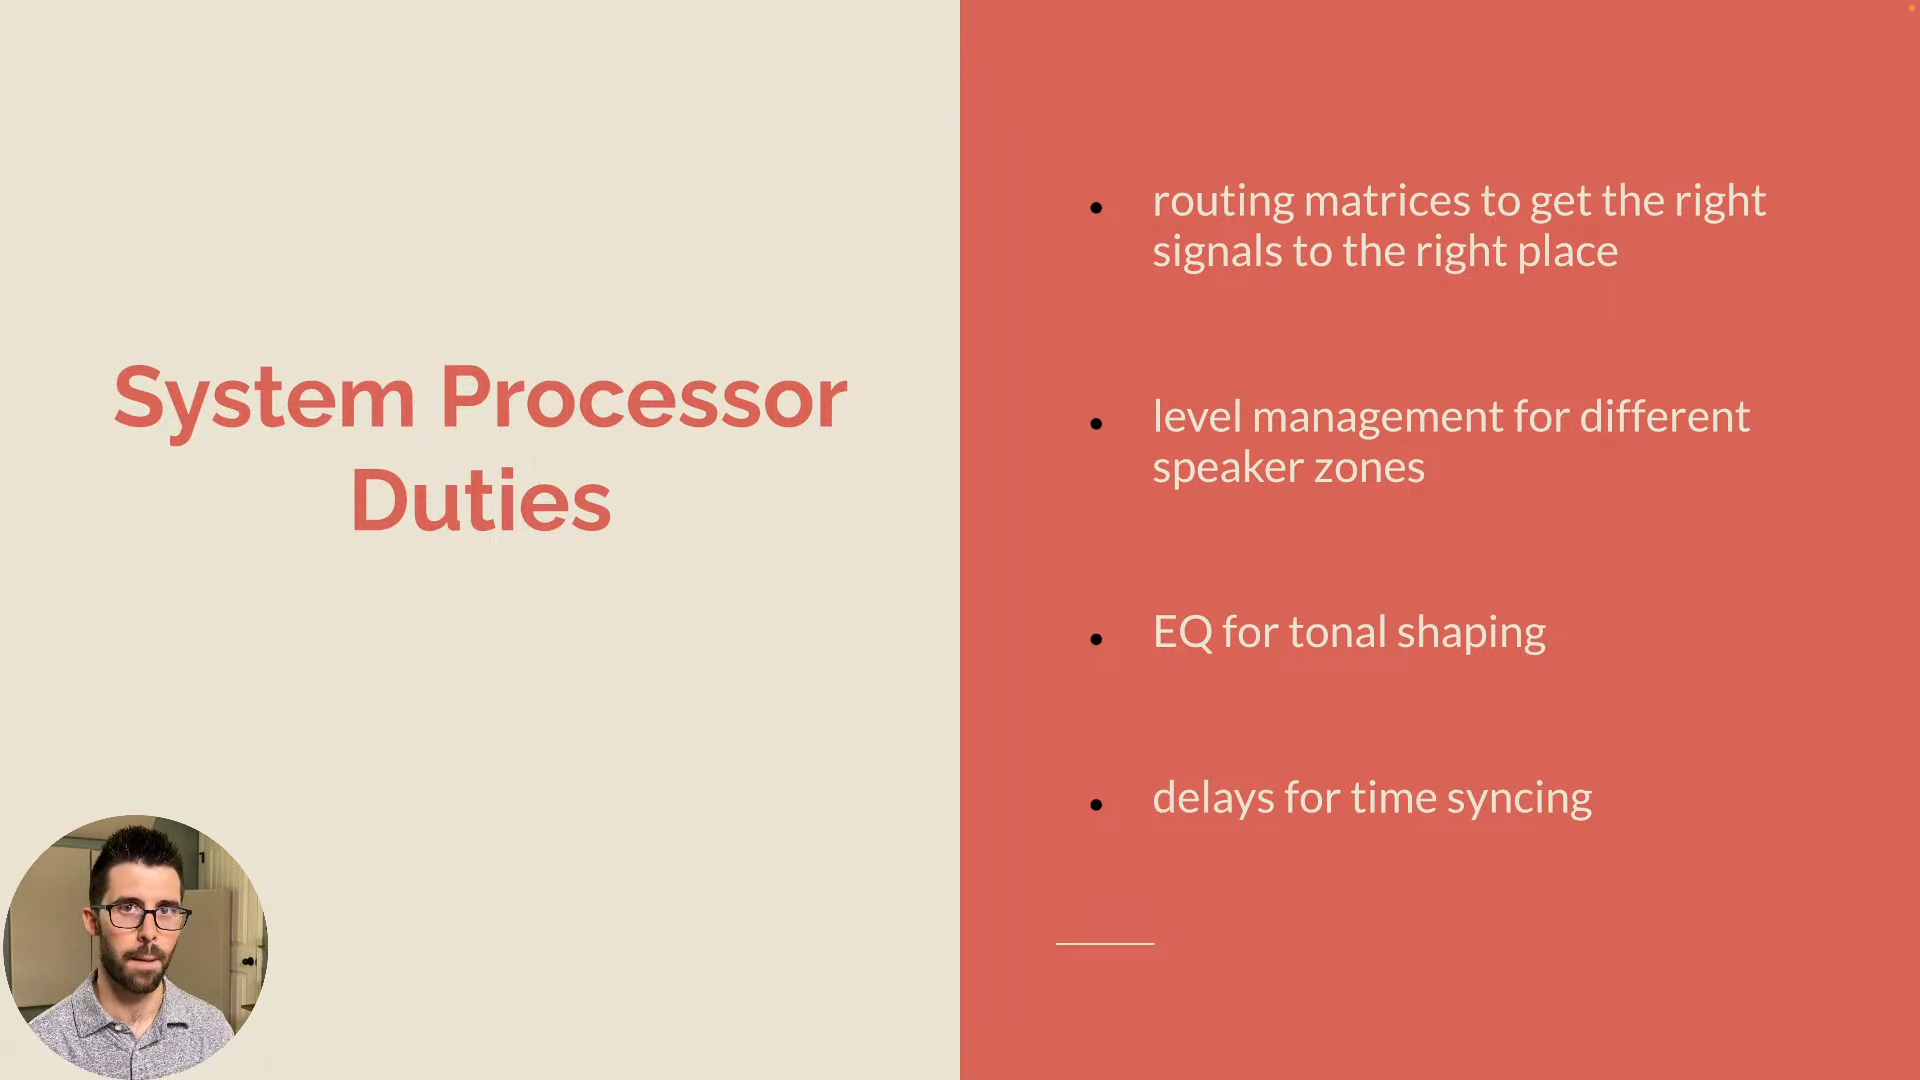 System Processor
Duties
routing matrices to get the right
signals to the right place
level management for different
speaker zones
EQ for tonal shaping
delays for time syncing